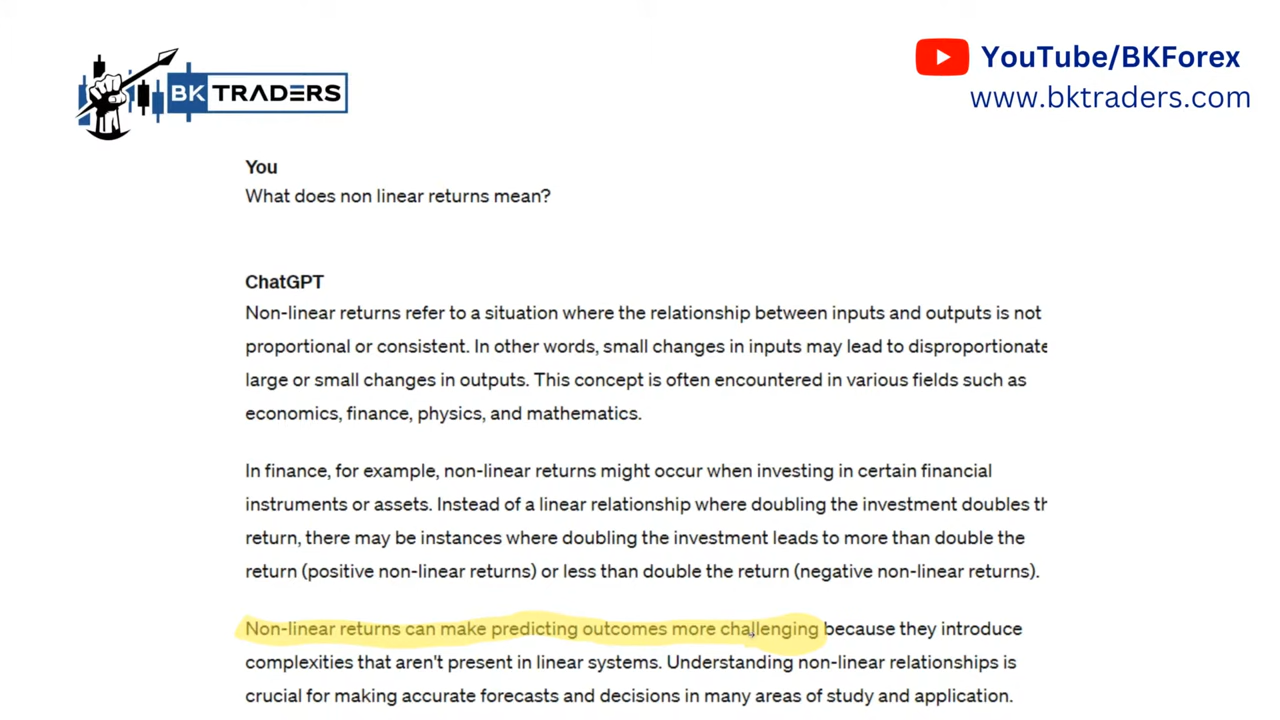 YouTube/BKForex
BK TRADERS
www.bktraders.com
You
What does non linear returns mean?
ChatGPT
Non-linear returns refer to a situation where the relationship between inputs and outputs is not
proportional or consistent. In other words, small changes in inputs may lead to disproportionate
large or small changes in outputs. This concept is often encountered in various fields such as
economics, finance, physics, and mathematics.
In finance, for example, non-linear returns might occur when investing in certain financial
instruments or assets. Instead of a linear relationship where doubling the investment doubles th
return, there may be instances where doubling the investment leads to more than double the
return (positive non-linear returns) or less than double the return (negative non-linear returns).
Non-linear returns can make predicting outcomes more challenging because they introduce
complexities that aren't present in linear systems. Understanding non-linear relationships is
crucial for making accurate forecasts and decisions in many areas of study and application.